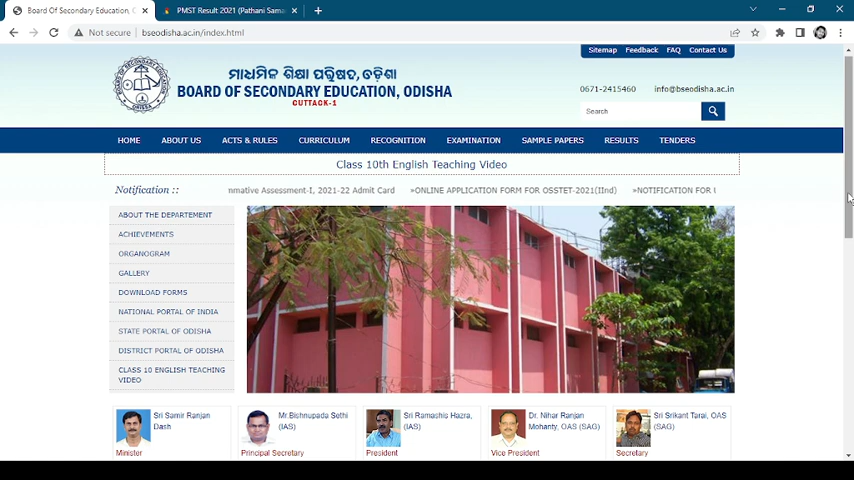 Board Of Secondary Education, C
PMST Result 2021 (Pathani Sama
Not secure
bseodisha.ac.in/index.html
Sitemap Feedback FAQ Contact Us
ମାଧ୍ୟମିକ ଶିକ୍ଷା ପରିଷଦ, ଓଡ଼ିଶା
BOARD OF SECONDARY EDUCATION, ODISHA
CUTTACK-1
0671-2415460 info@bseodisha.ac.in
Search
HOME ABOUT US ACTS & RULES CURRICULUM RECOGNITION EXAMINATION SAMPLE PAPERS RESULTS TENDERS
Class 10th English Teaching Video
Notification :: mmative Assessment-I, 2021-22 Admit Card »ONLINE APPLICATION FORM FOR OSSTET-2021(IInd) »NOTIFICATION FOR U
ABOUT THE DEPARTEMENT
ACHIEVEMENTS
ORGANOGRAM
GALLERY
DOWNLOAD FORMS
NATIONAL PORTAL OF INDIA
STATE PORTAL OF ODISHA
DISTRICT PORTAL OF ODISHA
CLASS 10 ENGLISH TEACHING
VIDEO
Sri Samir Ranjan
Dash
Minister
Mr.Bishnupada Sethi
(IAS)
Principal Secretary
Sri Ramashis Hazra,
(IAS)
President
Dr. Nihar Ranjan
Mohanty, OAS (SAG)
Vice President
Sri Srikant Tarai, OAS
(SAG)
Secretary